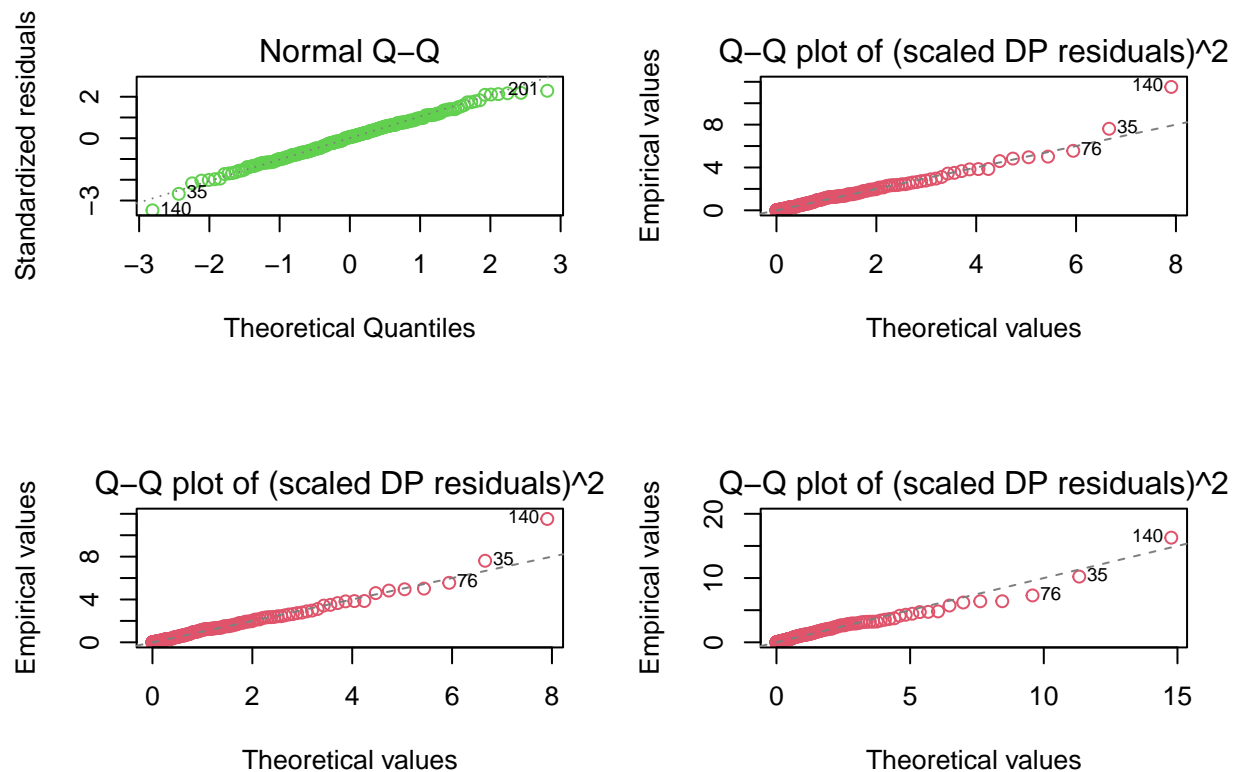 Normal Q−Q
Standardized residuals
2
0
−3
201
35
140
−3 −2 −1 0 1 2 3
Theoretical Quantiles
Q−Q plot of (scaled DP residuals)^2
Empirical values
8
4
0
140
35
76
0 2 4 6 8
Theoretical values
Q−Q plot of (scaled DP residuals)^2
Empirical values
8
4
0
140
35
76
0 2 4 6 8
Theoretical values
Q−Q plot of (scaled DP residuals)^2
Empirical values
20
10
0
140
35
76
0 5 10 15
Theoretical values